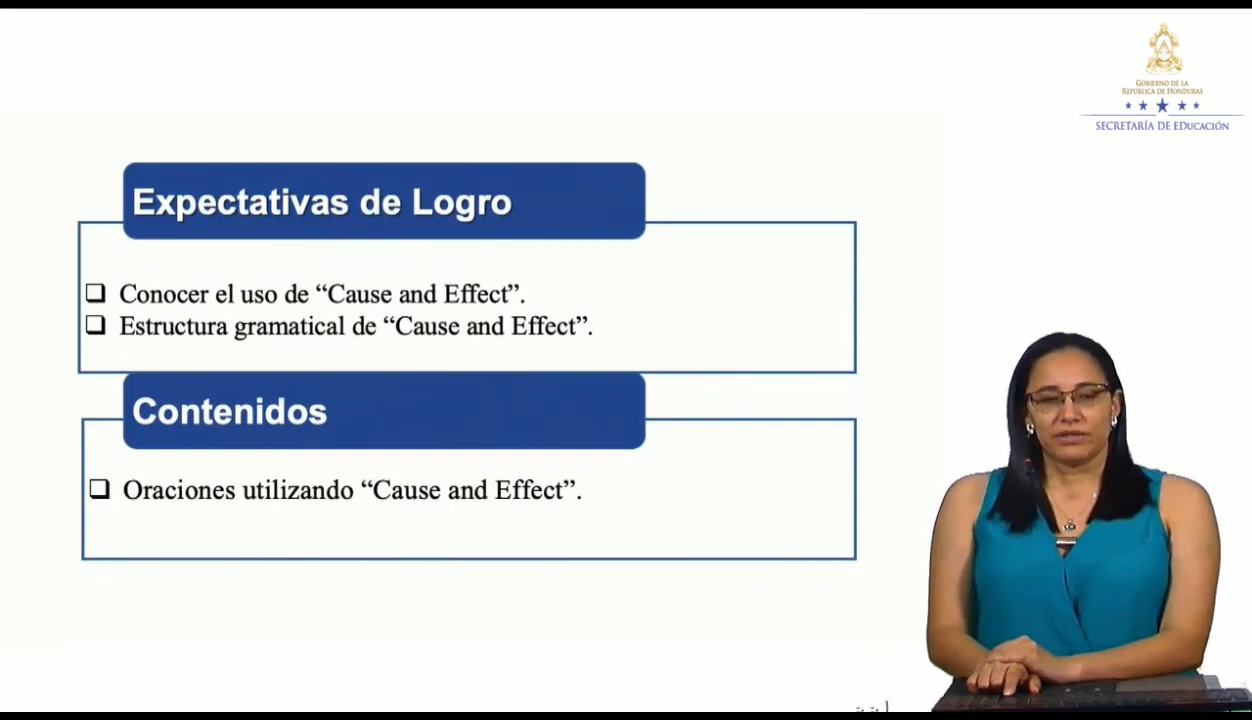 GOBIERNO DE LA
REPÚBLICA DE HONDURAS
SECRETARÍA DE EDUCACIÓN
Expectativas de Logro
Conocer el uso de “Cause and Effect”.
Estructura gramatical de “Cause and Effect”.
Contenidos
Oraciones utilizando “Cause and Effect”.